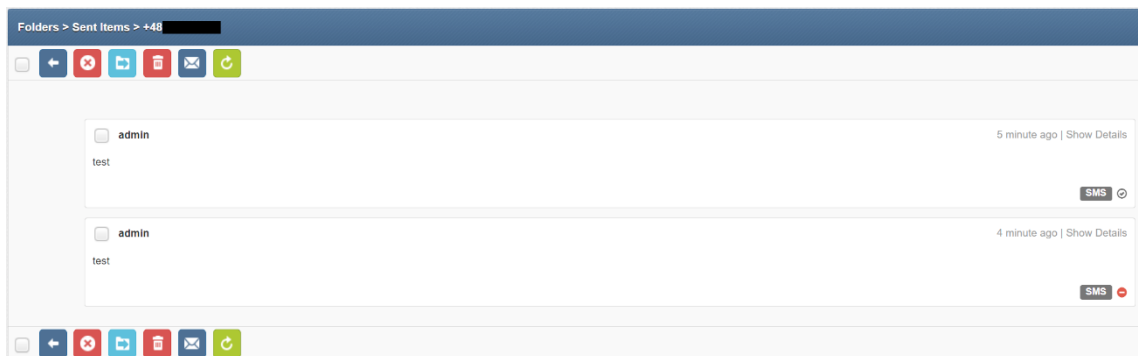 Folders > Sent Items > +48
admin
5 minute ago | Show Details
test
SMS
admin
4 minute ago | Show Details
test
SMS